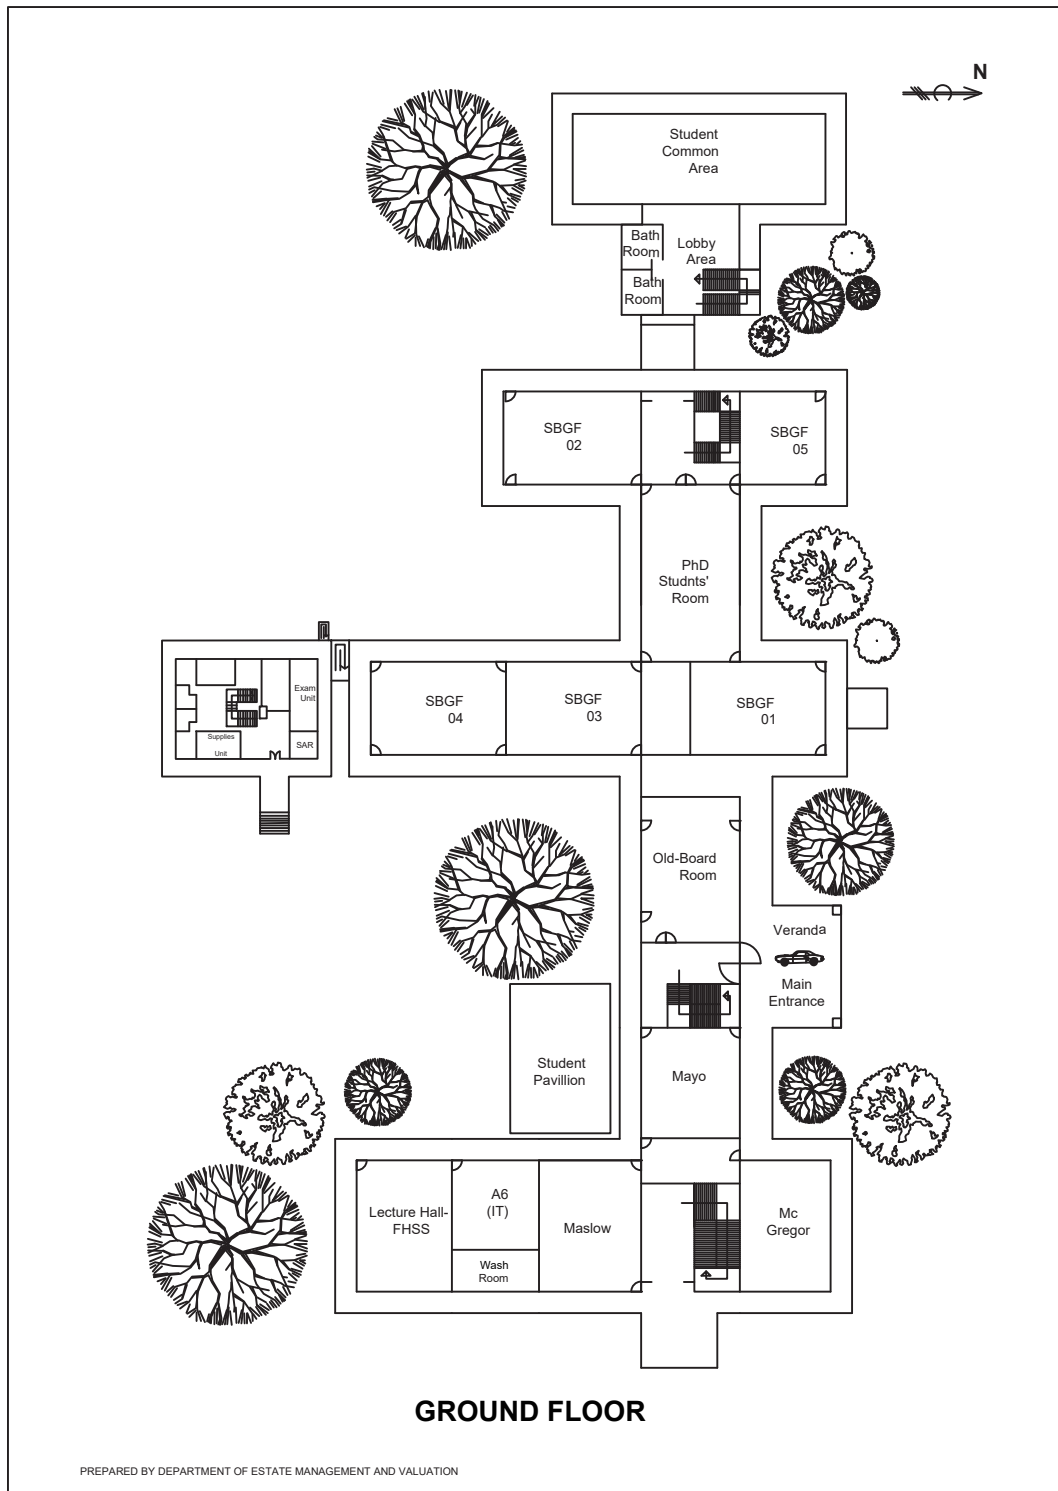 N
Student
Common
Area
Bath
Room
Lobby
Area
Bath
Room
SBGF
02
SBGF
05
PhD
Studnts'
Room
Exam
Unit
SBGF
04
SBGF
03
SBGF
01
Supplies
Unit
SAR
Old-Board
Room
Veranda
Main
Entrance
Student
Pavillion
Mayo
Lecture Hall-
FHSS
A6
(IT)
Maslow
Mc
Gregor
Wash
Room
GROUND FLOOR
PREPARED BY DEPARTMENT OF ESTATE MANAGEMENT AND VALUATION